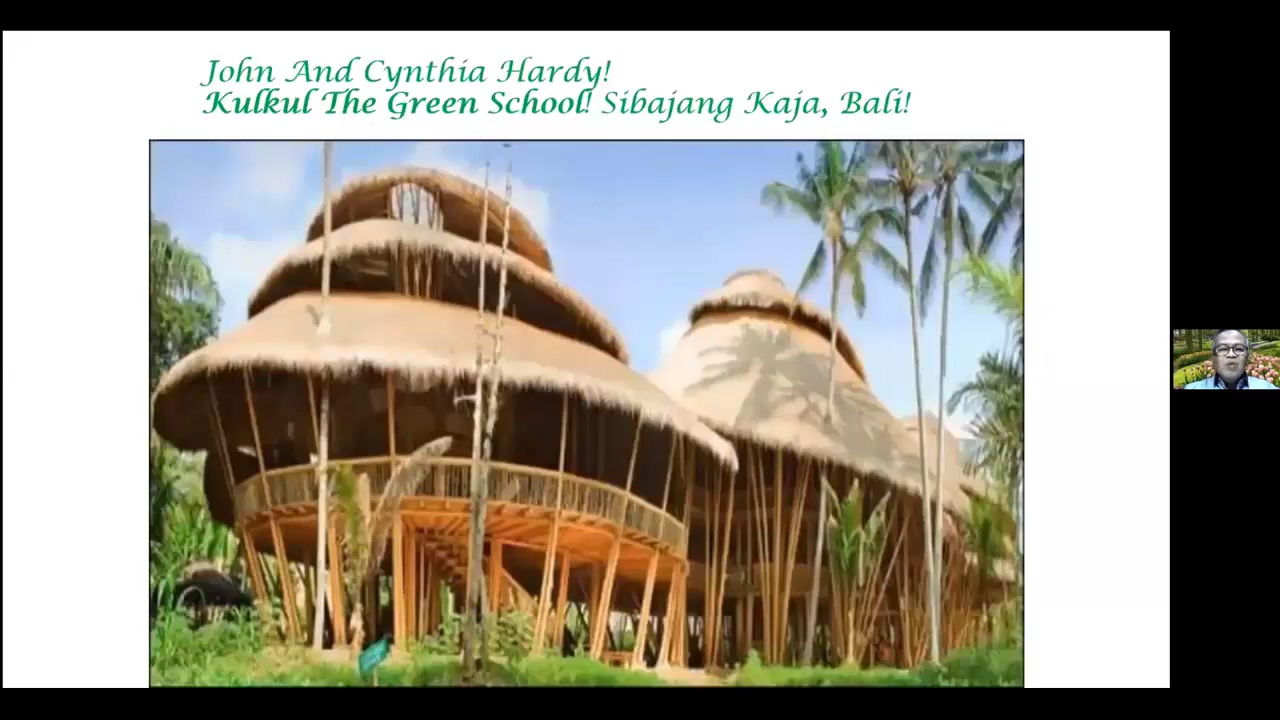 John And Cynthia Hardy!
Kulkul The Green School! Sibajang Kaja, Bali!